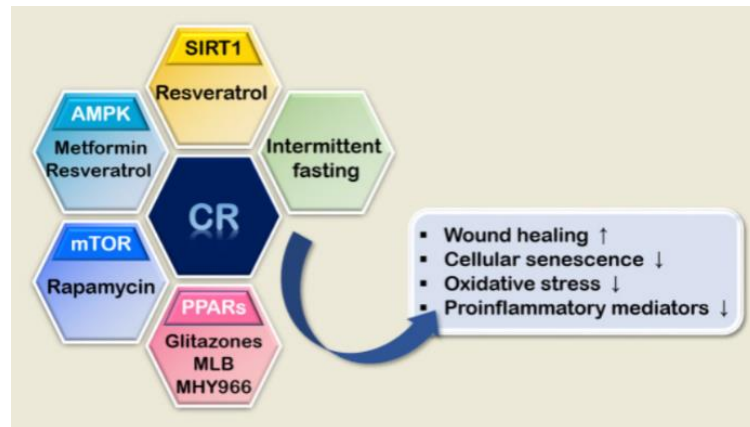 SIRT1
Resveratrol
AMPK
Metformin
Resveratrol
Intermittent
fasting
CR
mTOR
Rapamycin
PPARs
Glitazones
MLB
MHY966
▪ Wound healing ↑
▪ Cellular senescence ↓
▪ Oxidative stress ↓
▪ Proinflammatory mediators ↓